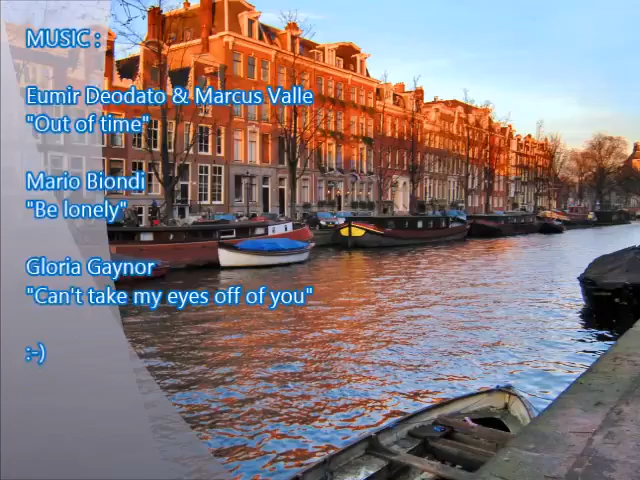 MUSIC :
Eumir Deodato & Marcus Valle
"Out of time"
Mario Biondi
"Be lonely"
Gloria Gaynor
"Can't take my eyes off of you"
:-)